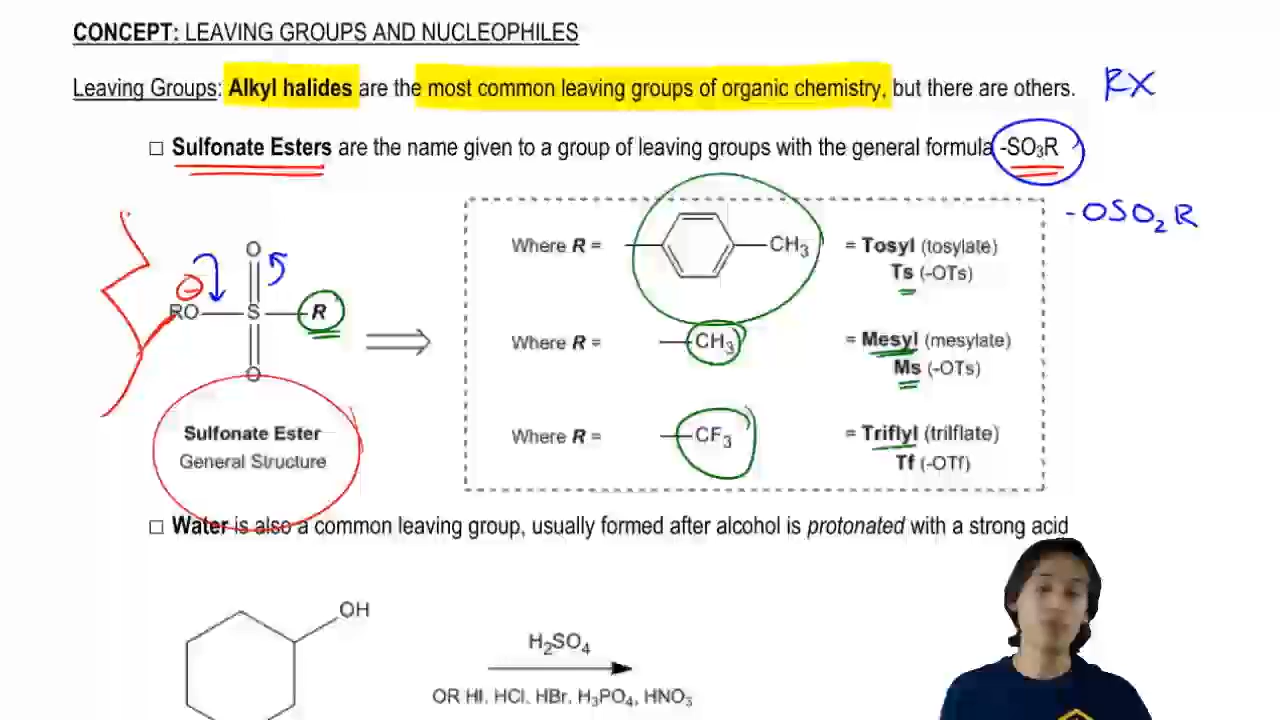 CONCEPT: LEAVING GROUPS AND NUCLEOPHILES
Leaving Groups: Alkyl halides are the most common leaving groups of organic chemistry, but there are others. RX
□ Sulfonate Esters are the name given to a group of leaving groups with the general formula -SO₃R
-OSO₂R
O
RO S R
O
Sulfonate Ester
General Structure
Where R = CH₃ = Tosyl (tosylate)
Ts (-OTs)
Where R = CH₃ = Mesyl (mesylate)
Ms (-OTs)
Where R = CF₃ = Triflyl (trilflate)
Tf (-OTf)
□ Water is also a common leaving group, usually formed after alcohol is protonated with a strong acid
OH
H₂SO₄
OR HI, HCl, HBr, H₃PO₄, HNO₃